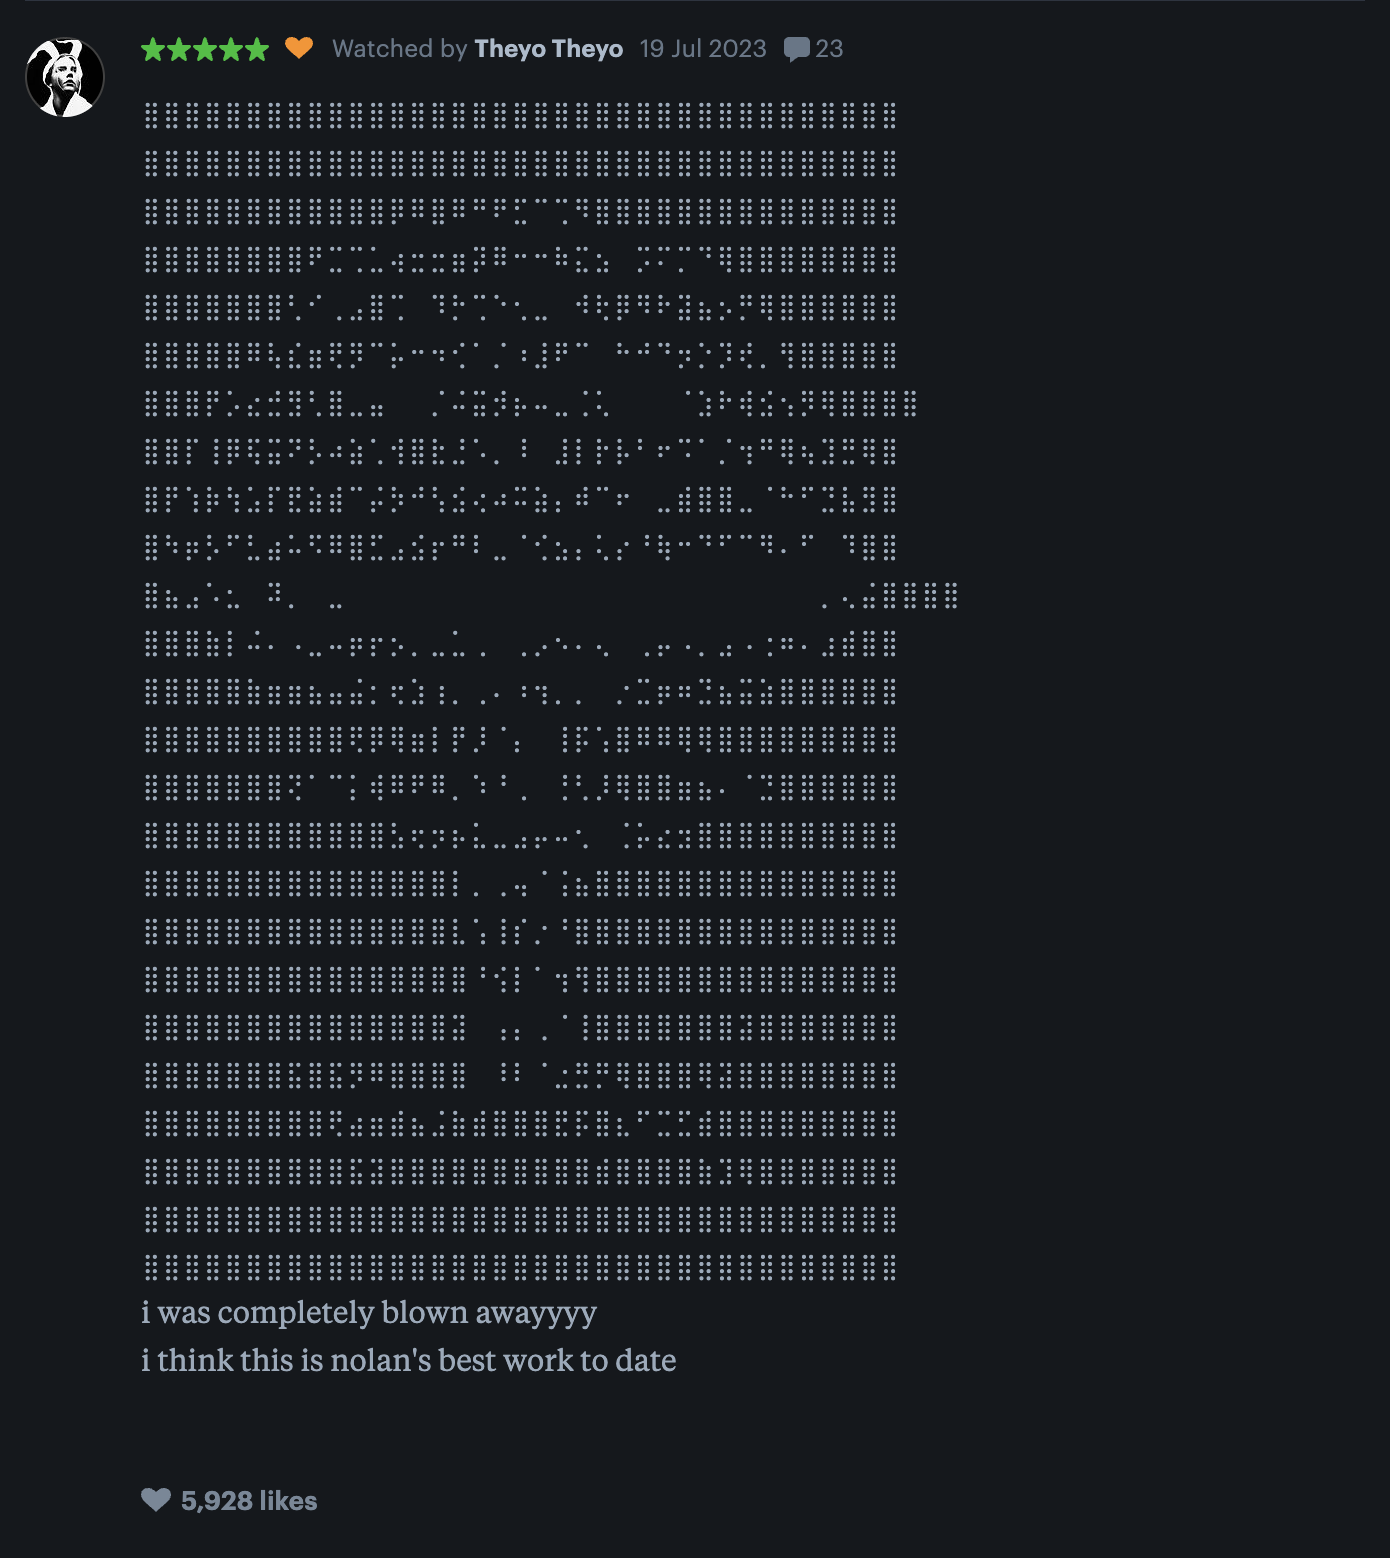 Watched by Theyo Theyo 19 Jul 2023 23
i was completely blown awayyyy
i think this is nolan's best work to date
5,928 likes